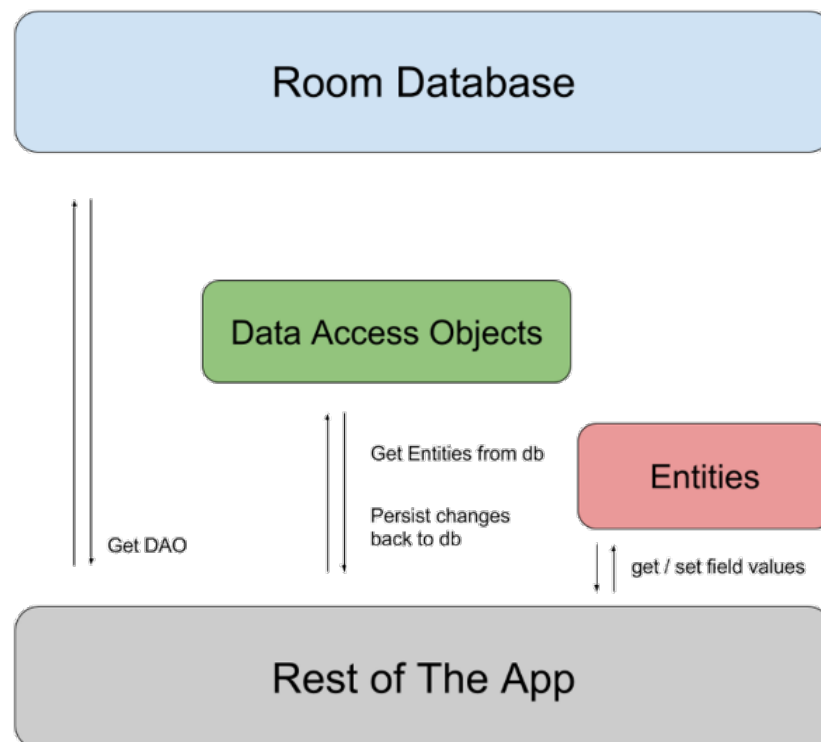 Room Database
Data Access Objects
Get Entities from db
Entities
Persist changes
back to db
Get DAO
get / set field values
Rest of The App